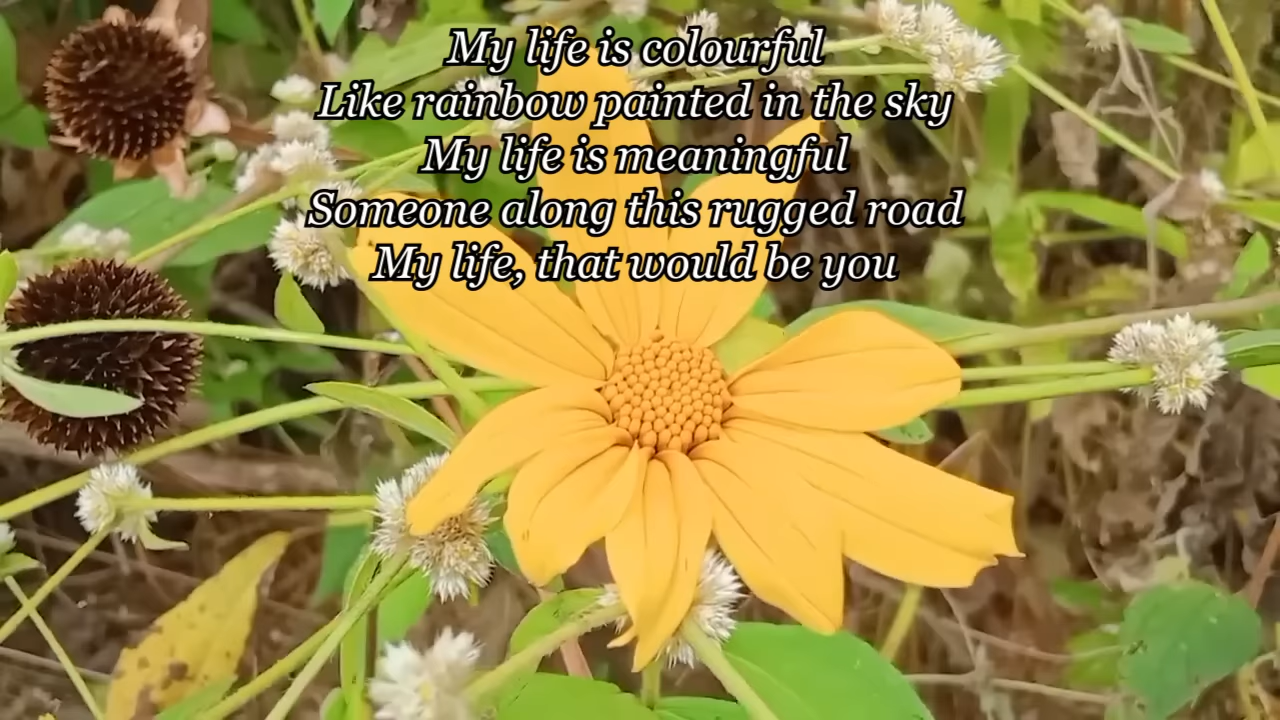 My life is colourful
Like rainbow painted in the sky
My life is meaningful
Someone along this rugged road
My life, that would be you